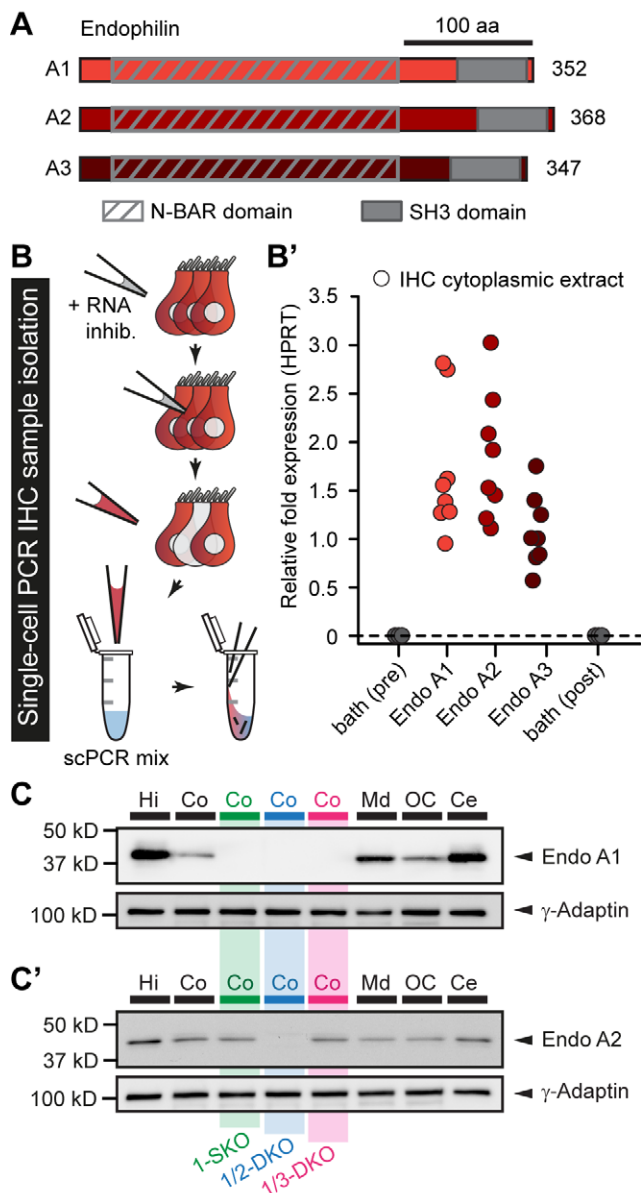 A
Endophilin
100 aa
A1
352
A2
368
A3
347
N-BAR domain
SH3 domain
B
Single-cell PCR IHC sample isolation
+ RNA
inhib.
scPCR mix
B’
IHC cytoplasmic extract
Relative fold expression (HPRT)
3.5
3.0
2.5
2.0
1.5
1.0
0.5
0
bath (pre)
Endo A1
Endo A2
Endo A3
bath (post)
C
Hi Co Co Co Co Md OC Ce
50 kD
37 kD
Endo A1
100 kD
γ-Adaptin
C’
Hi Co Co Co Co Md OC Ce
50 kD
37 kD
Endo A2
100 kD
γ-Adaptin
1-SKO
1/2-DKO
1/3-DKO